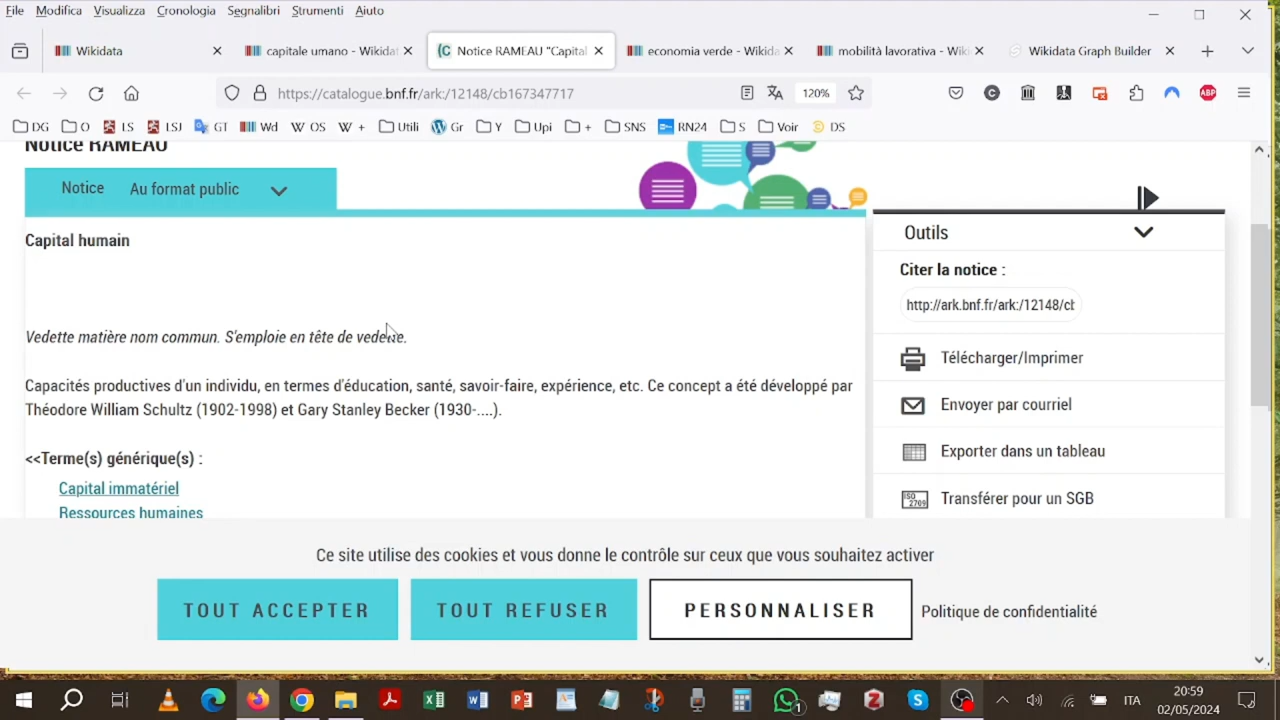 File Modifica Visualizza Cronologia Segnalibri Strumenti Aiuto
Wikidata capitale umano - Wikidat Notice RAMEAU "Capital economia verde - Wikida mobilità lavorativa - Wiki Wikidata Graph Builder
https://catalogue.bnf.fr/ark:/12148/cb167347717 120%
DG O LS LSJ GT Wd OS + Utili Gr Y Upi + SNS RN24 S Voir DS
Notice RAMEAU
Notice Au format public
Capital humain
Vedette matière nom commun. S'emploie en tête de vedette.
Capacités productives d'un individu, en termes d'éducation, santé, savoir-faire, expérience, etc. Ce concept a été développé par
Théodore William Schultz (1902-1998) et Gary Stanley Becker (1930-....).
<<Terme(s) générique(s) :
Capital immatériel
Ressources humaines
Outils
Citer la notice :
http://ark.bnf.fr/ark:/12148/cb
Télécharger/Imprimer
Envoyer par courriel
Exporter dans un tableau
ISO 2709
Transférer pour un SGB
Ce site utilise des cookies et vous donne le contrôle sur ceux que vous souhaitez activer
TOUT ACCEPTER TOUT REFUSER PERSONNALISER Politique de confidentialité
ITA
20:59
02/05/2024